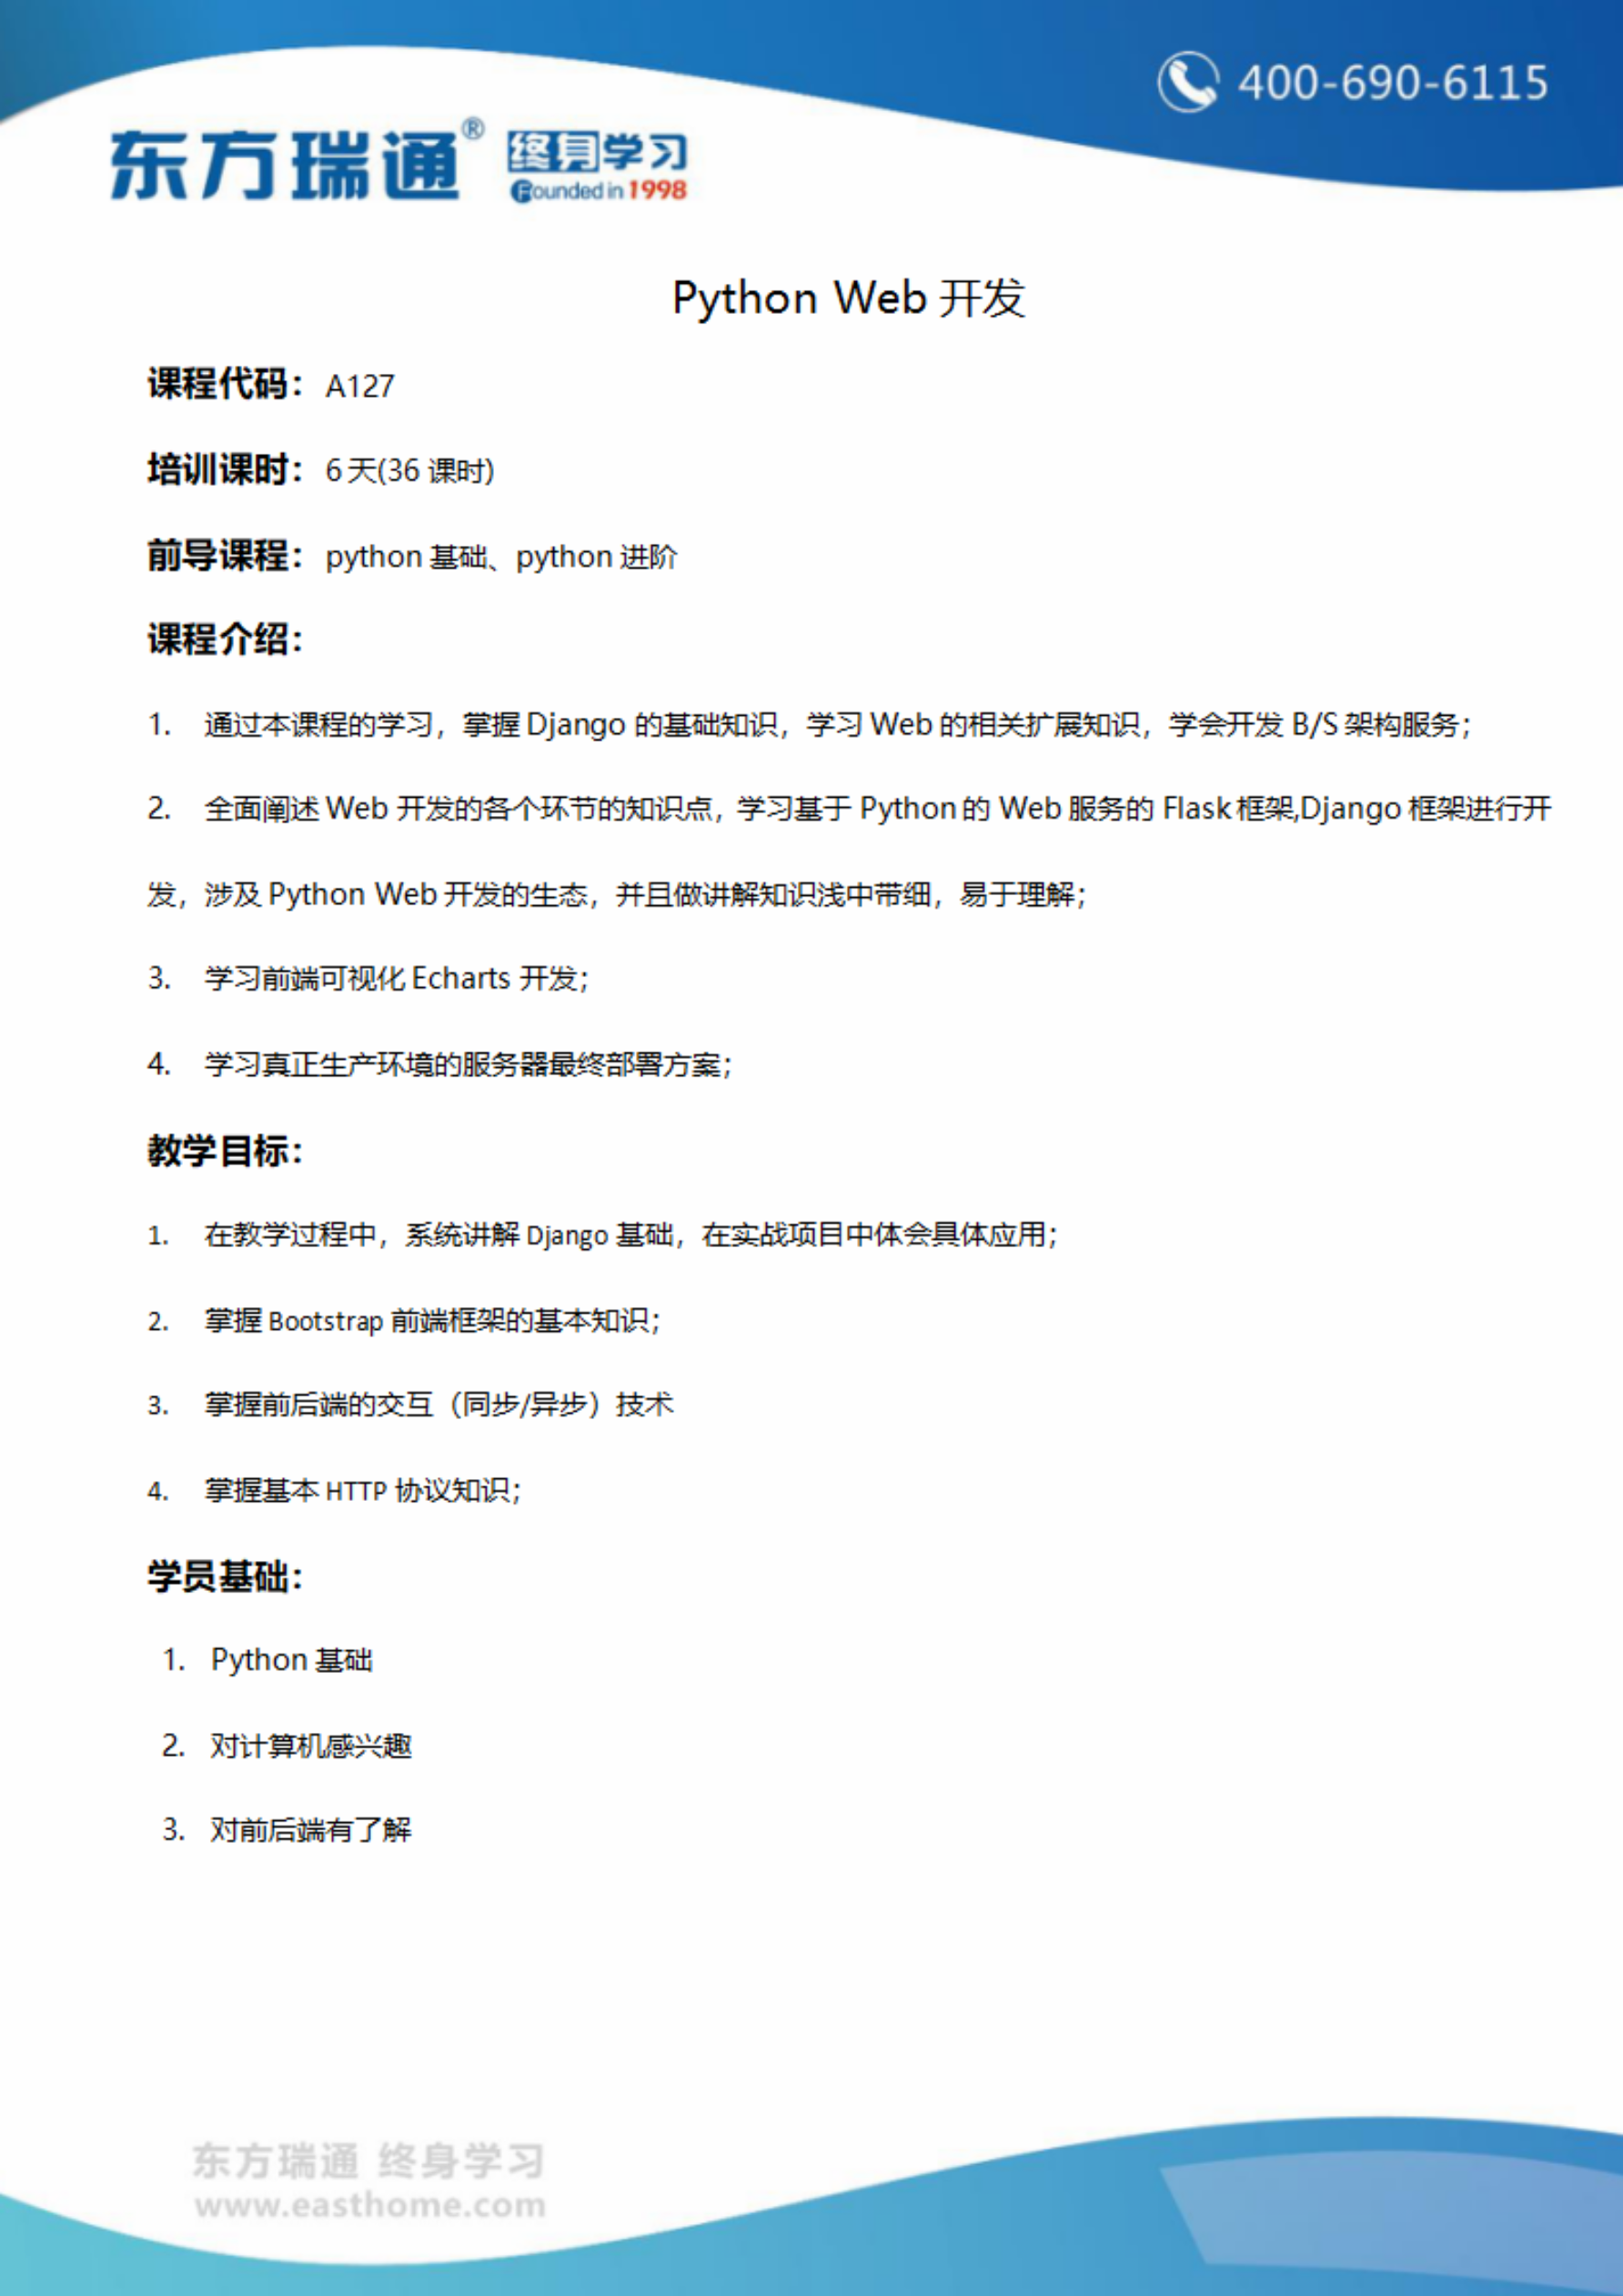 400-690-6115
东方瑞通® 终身学习
Founded in 1998
Python Web 开发
课程代码：A127
培训课时：6 天(36 课时)
前导课程：python 基础、python 进阶
课程介绍：
1. 通过本课程的学习，掌握 Django 的基础知识，学习 Web 的相关扩展知识，学会开发 B/S 架构服务；
2. 全面阐述 Web 开发的各个环节的知识点，学习基于 Python 的 Web 服务的 Flask 框架,Django 框架进行开
发，涉及 Python Web 开发的生态，并且做讲解知识浅中带细，易于理解；
3. 学习前端可视化 Echarts 开发；
4. 学习真正生产环境的服务器最终部署方案；
教学目标：
1. 在教学过程中，系统讲解 Django 基础，在实战项目中体会具体应用；
2. 掌握 Bootstrap 前端框架的基本知识；
3. 掌握前后端的交互（同步/异步）技术
4. 掌握基本 HTTP 协议知识；
学员基础：
1. Python 基础
2. 对计算机感兴趣
3. 对前后端有了解
东方瑞通 终身学习
www.easthome.com